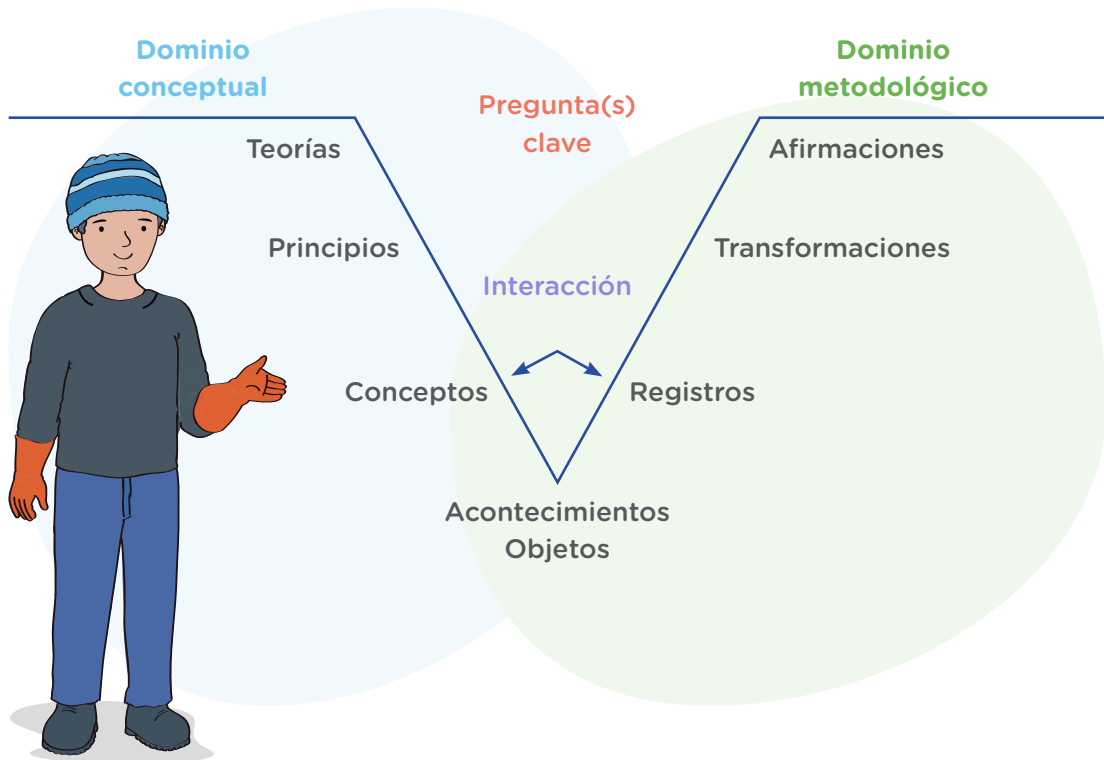 Dominio
conceptual
Pregunta(s)
clave
Dominio
metodológico
Teorías
Afirmaciones
Principios
Transformaciones
Interacción
Conceptos
Registros
Acontecimientos
Objetos